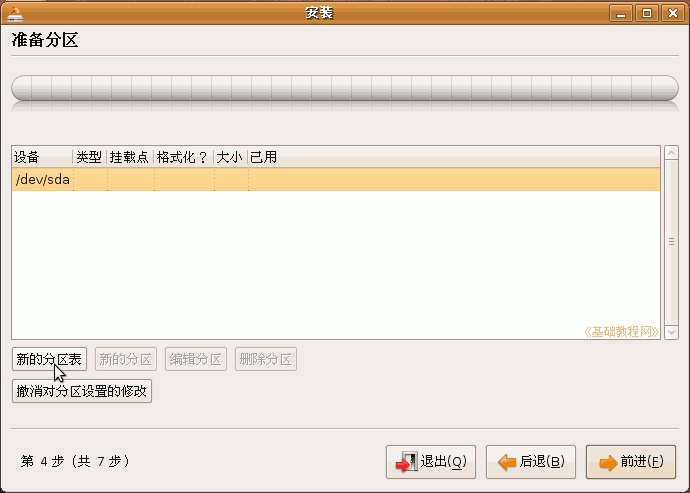 安装
准备分区
设备 类型 挂载点 格式化？ 大小 已用
/dev/sda
《基础教程网》
新的分区表 新的分区 编辑分区 删除分区
撤消对分区设置的修改
第 4 步 (共 7 步) 退出(Q) 后退(B) 前进(F)